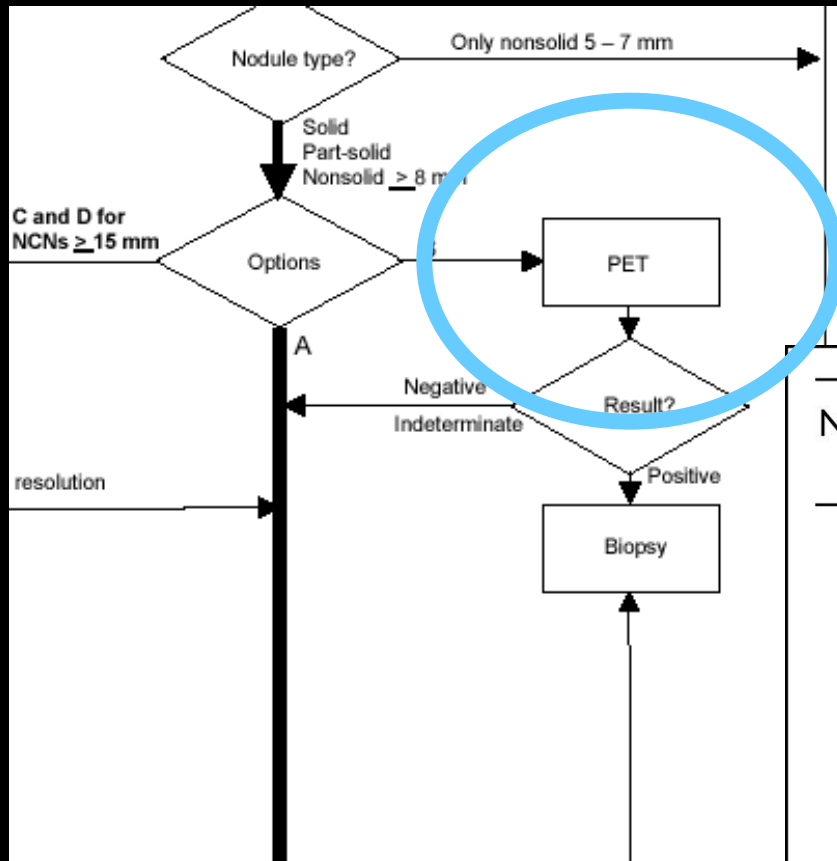 Nodule type?
Only nonsolid 5 – 7 mm
Solid
Part-solid
Nonsolid > 8
C and D for
NCNs >15 mm
Options
PET
A
Negative
Indeterminate
Result?
N
resolution
Positive
Biopsy